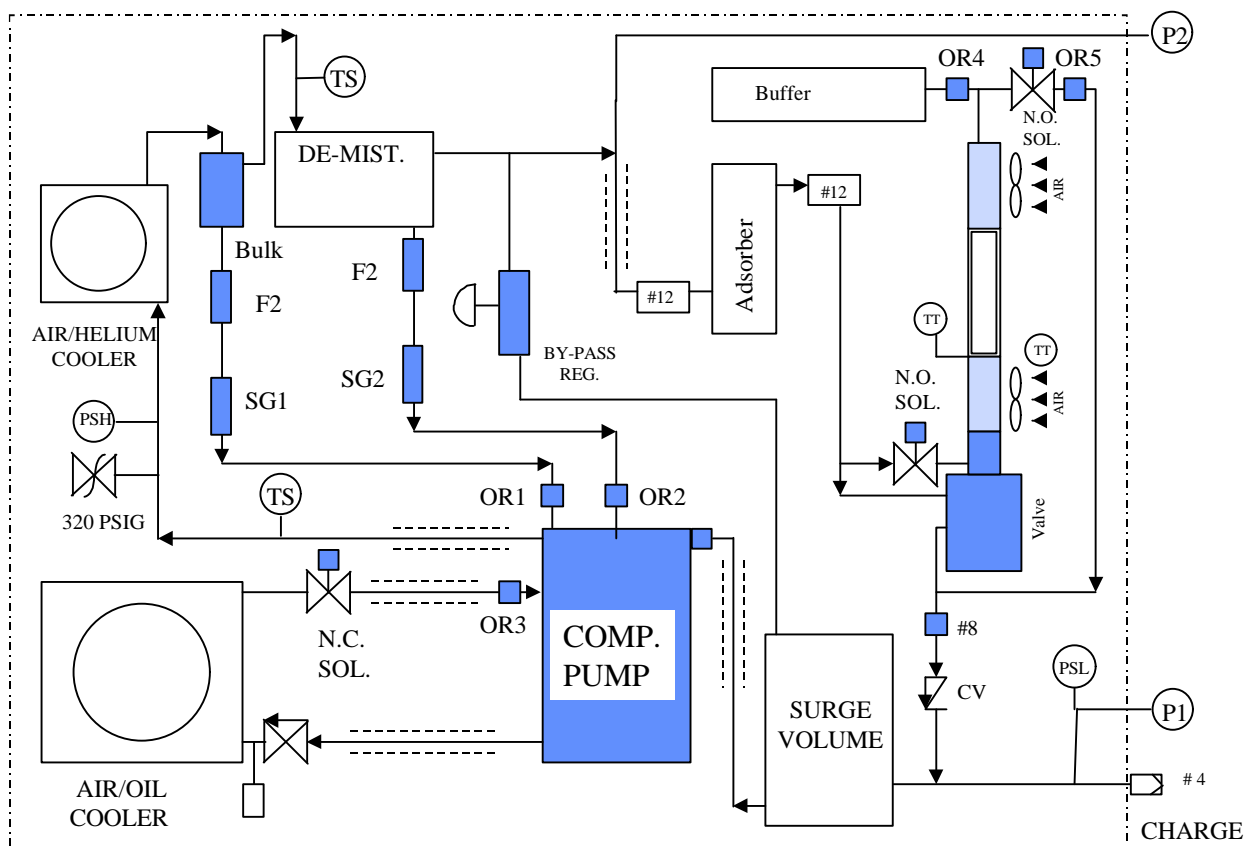 P2
OR4
OR5
TS
Buffer
N.O.
SOL.
DE-MIST.
#12
AIR
Bulk
F2
F2
Adsorber
#12
AIR/HELIUM
COOLER
BY-PASS
REG.
TT
TT
SG1
SG2
N.O.
SOL.
AIR
PSH
320 PSIG
TS
OR1
OR2
Valve
OR3
N.C.
SOL.
COMP.
PUMP
#8
CV
PSL
P1
SURGE
VOLUME
AIR/OIL
COOLER
# 4
CHARGE